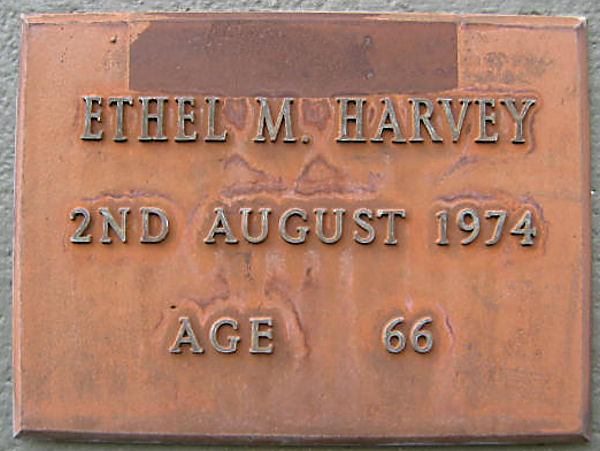 ETHEL M. HARVEY
2ND AUGUST 1974
AGE 66